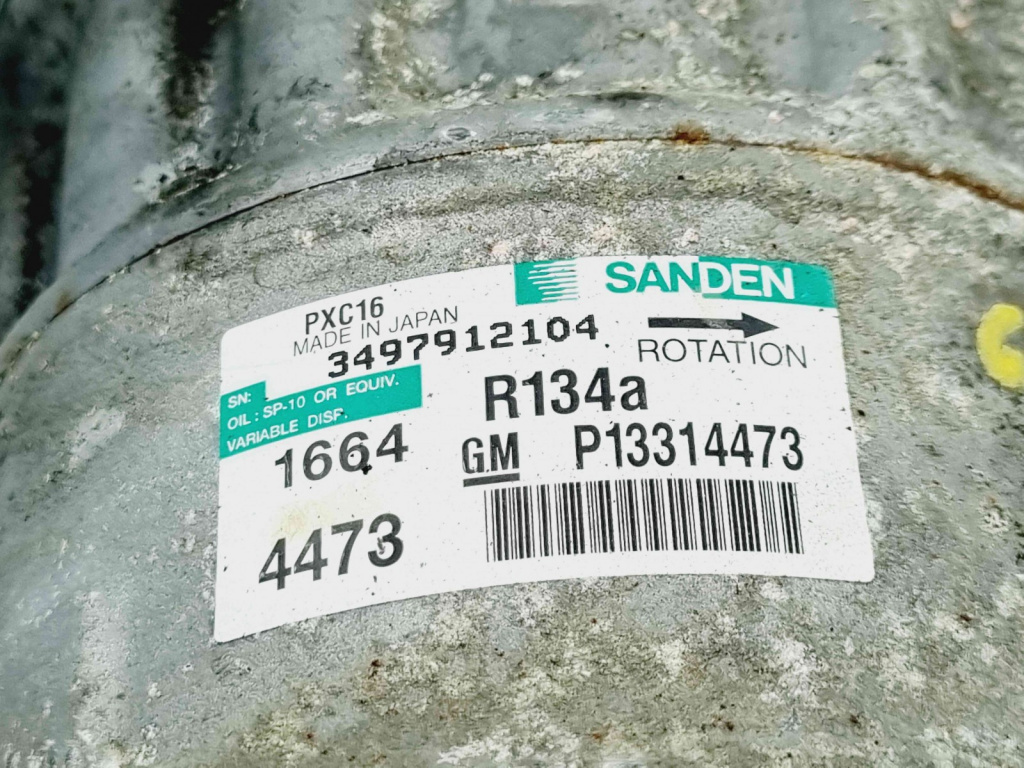 SANDEN
PXC16
MADE IN JAPAN
3497912104
ROTATION
SN:
OIL : SP-10 OR EQUIV.
VARIABLE DISP.
R134a
1664
GM P13314473
4473